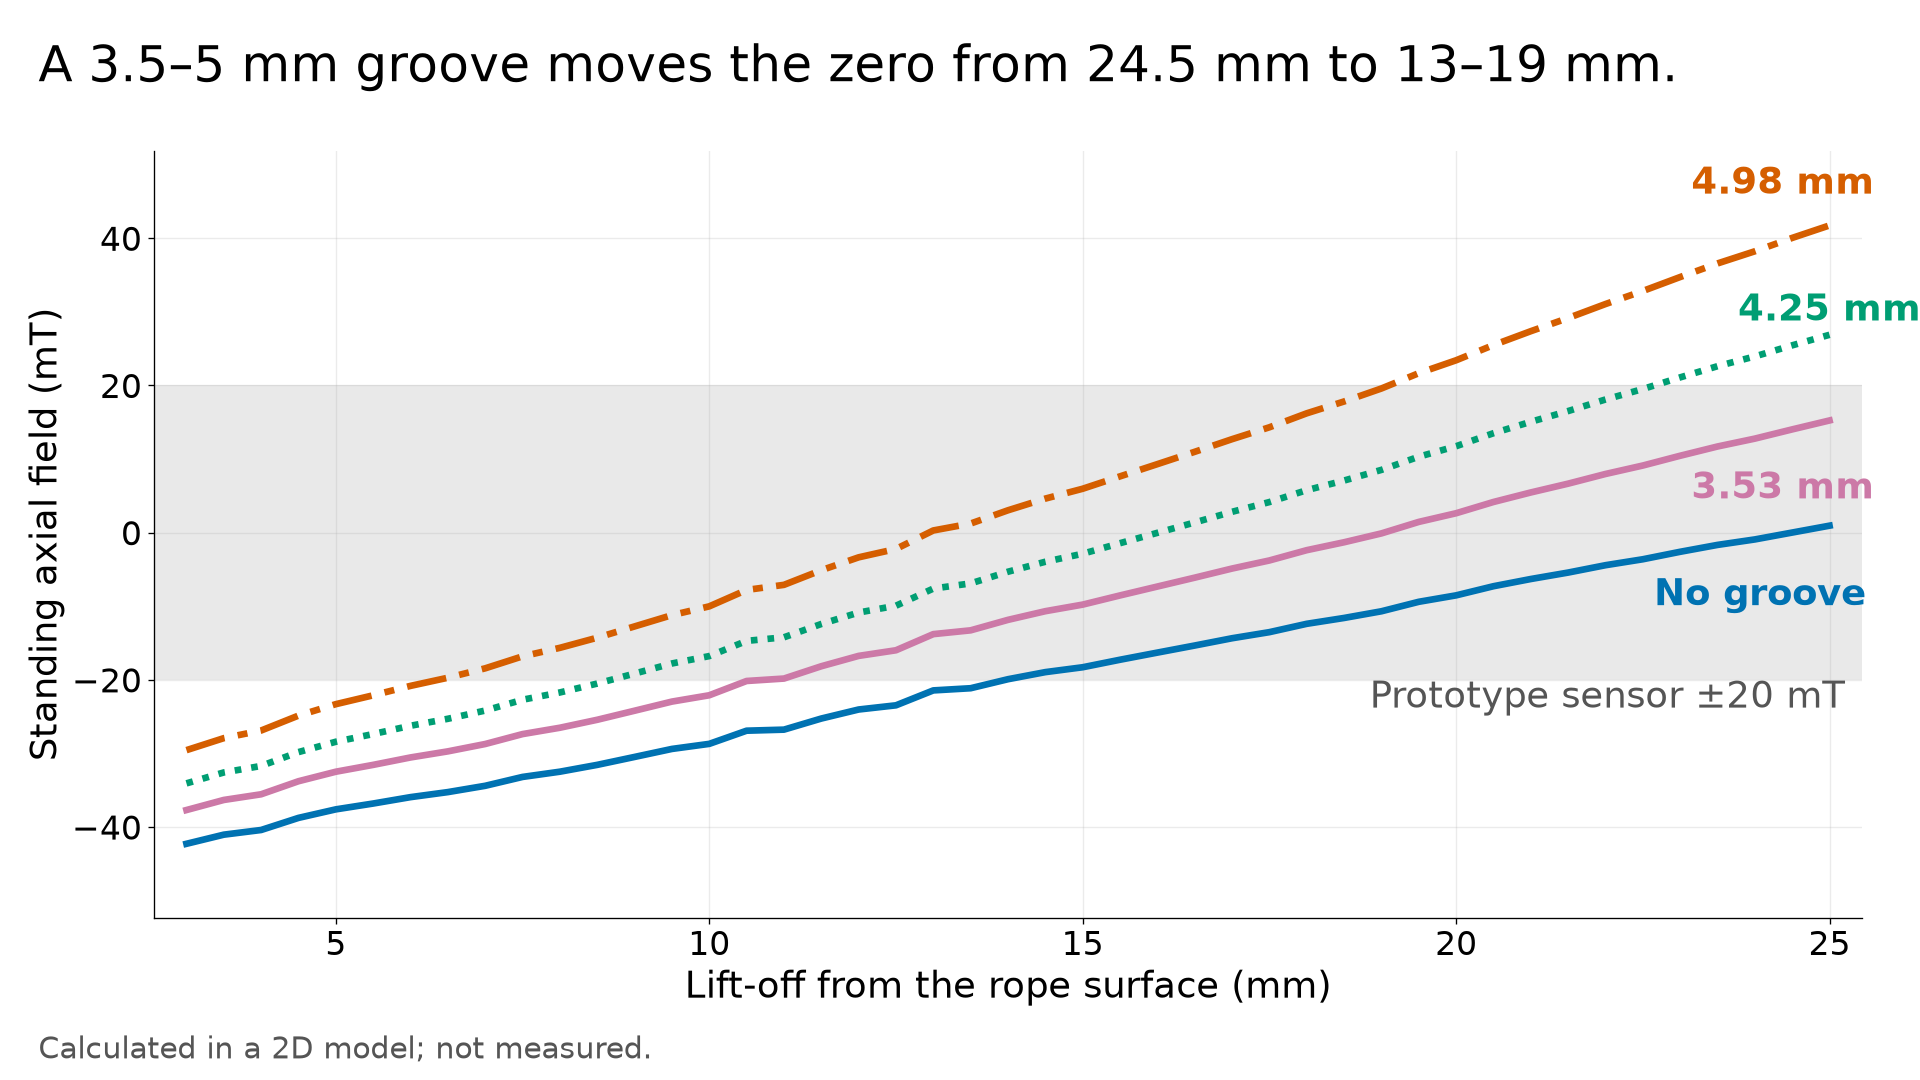 A 3.5–5 mm groove moves the zero from 24.5 mm to 13–19 mm.
4.98 mm
4.25 mm
3.53 mm
No groove
Prototype sensor ±20 mT
Standing axial field (mT)
40
20
0
−20
−40
5
10
15
20
25
Lift-off from the rope surface (mm)
Calculated in a 2D model; not measured.